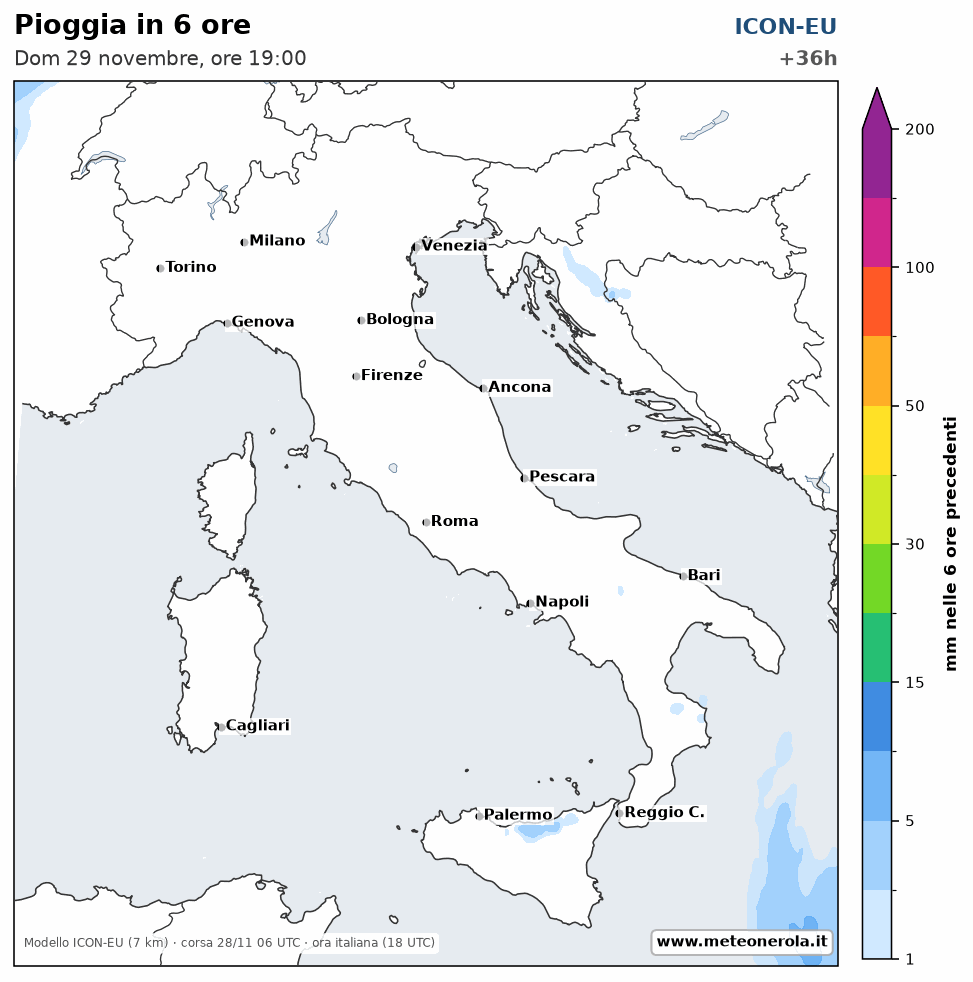 Pioggia in 6 ore
ICON-EU
Dom 29 novembre, ore 19:00
+36h
200
100
50
30
15
5
1
mm nelle 6 ore precedenti
Milano
Venezia
Torino
Genova
Bologna
Firenze
Ancona
Pescara
Roma
Bari
Napoli
Cagliari
Palermo
Reggio C.
Modello ICON-EU (7 km) · corsa 28/11 06 UTC · ora italiana (18 UTC)
www.meteonerola.it